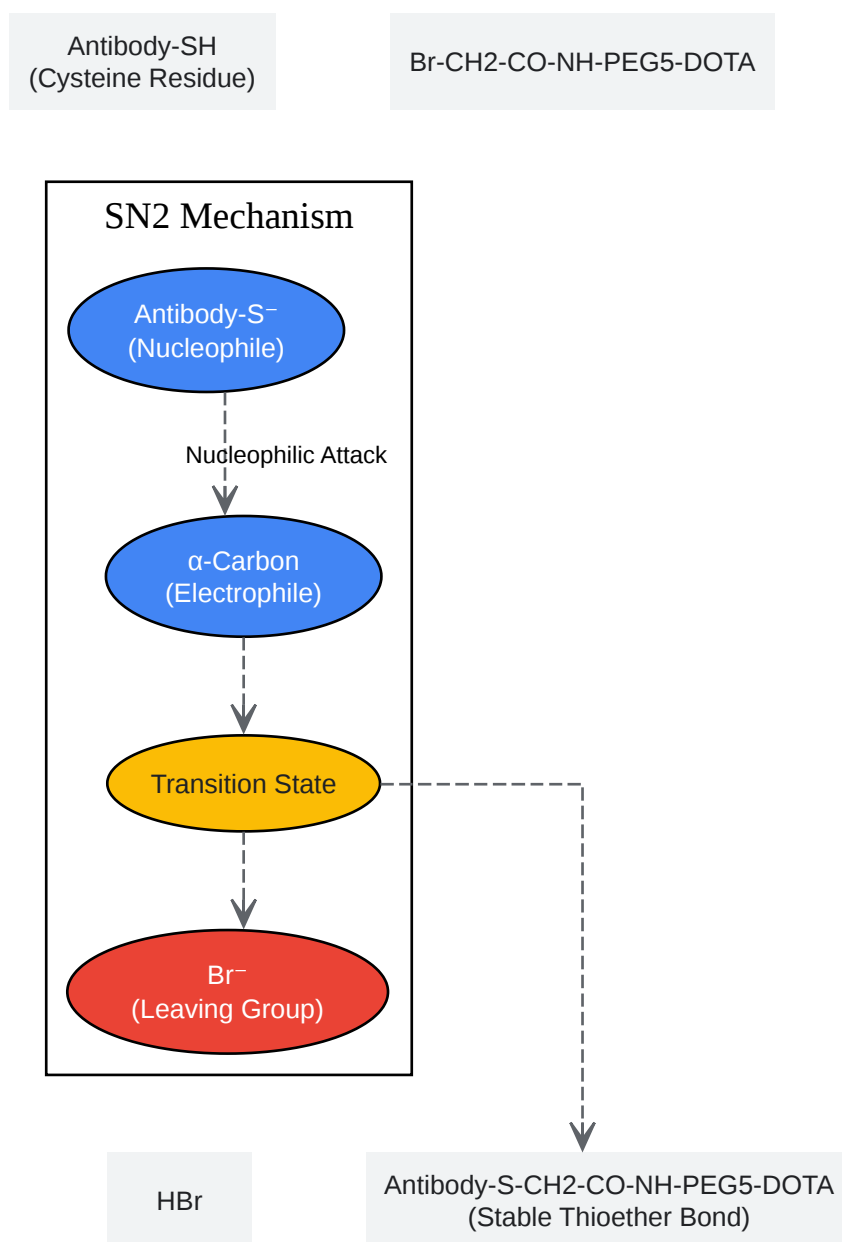 Antibody-SH
(Cysteine Residue)
Br-CH2-CO-NH-PEG5-DOTA
SN2 Mechanism
Antibody-S⁻
(Nucleophile)
Nucleophilic Attack
α-Carbon
(Electrophile)
Transition State
Br⁻
(Leaving Group)
HBr
Antibody-S-CH2-CO-NH-PEG5-DOTA
(Stable Thioether Bond)